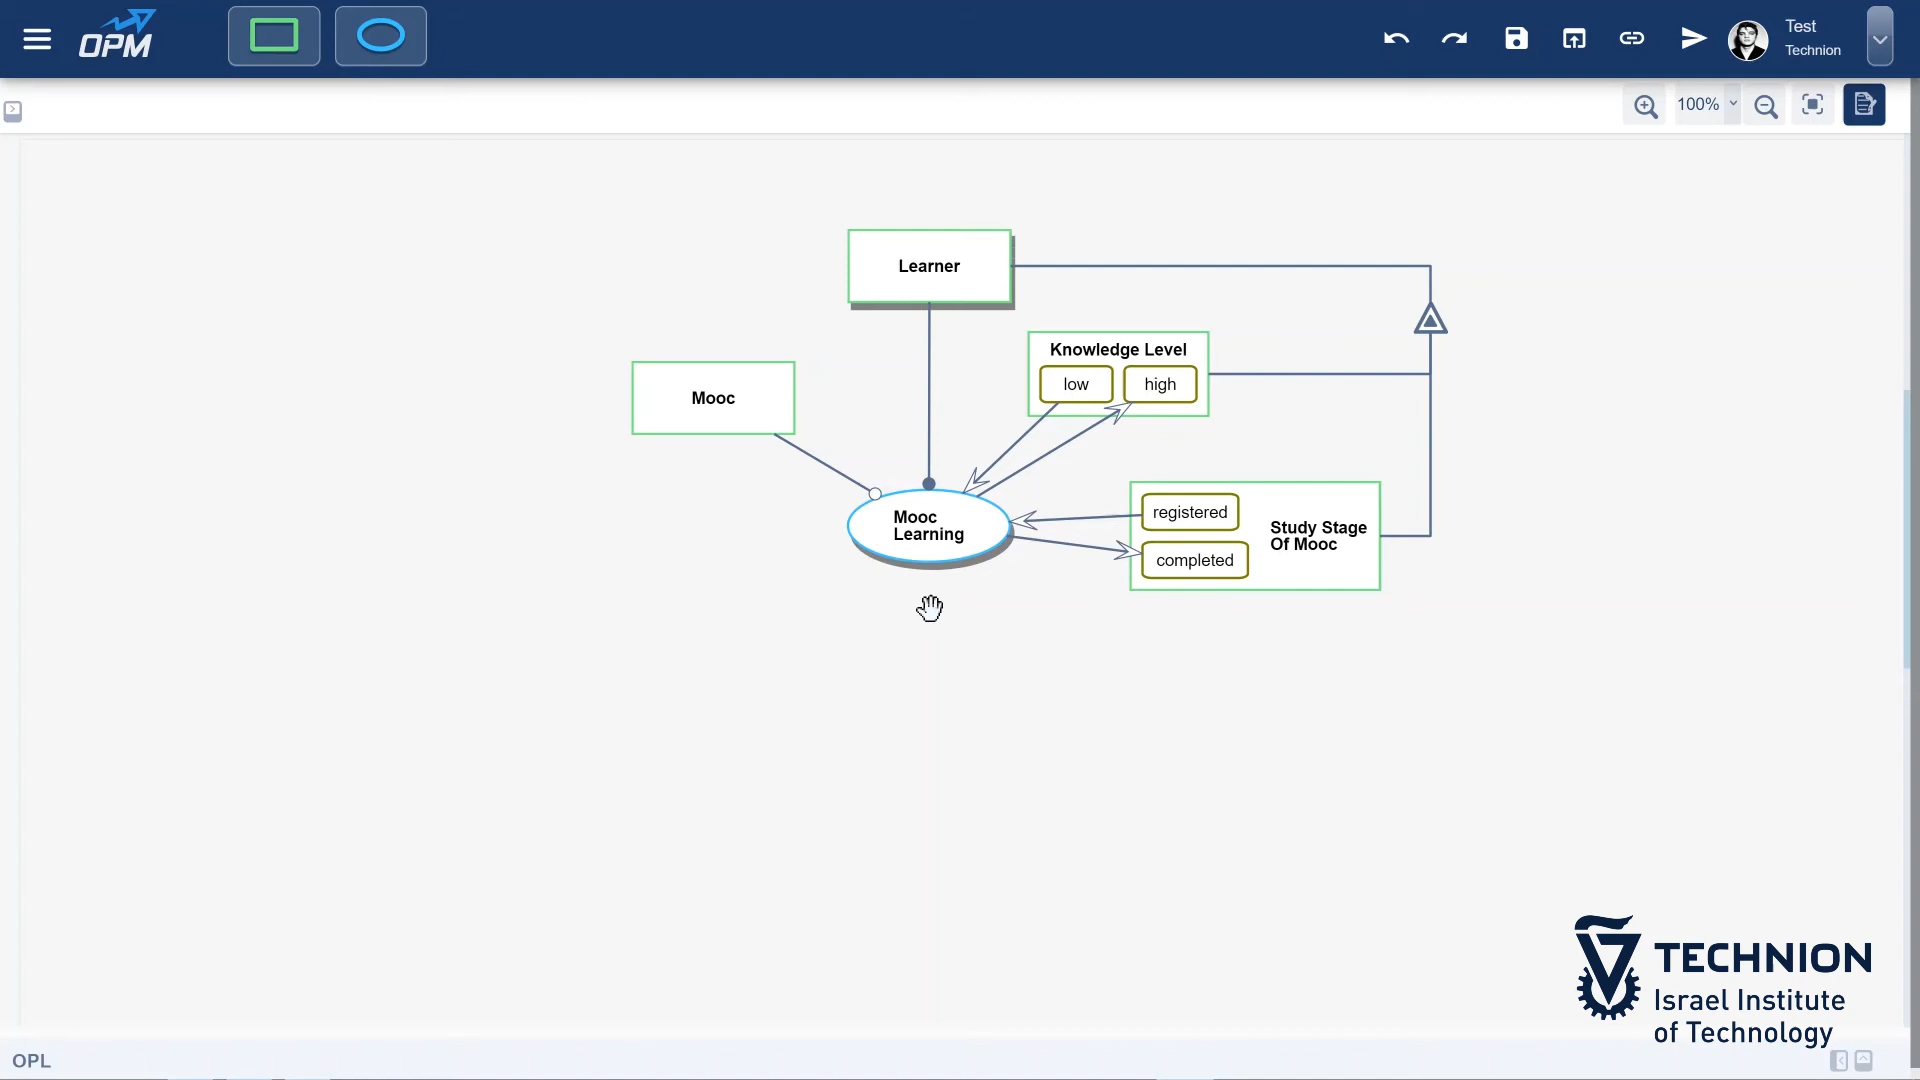 OPM
Test
Technion
100%
Learner
Knowledge Level
low
high
Mooc
Mooc
Learning
registered
completed
Study Stage
Of Mooc
TECHNION
Israel Institute
of Technology
OPL